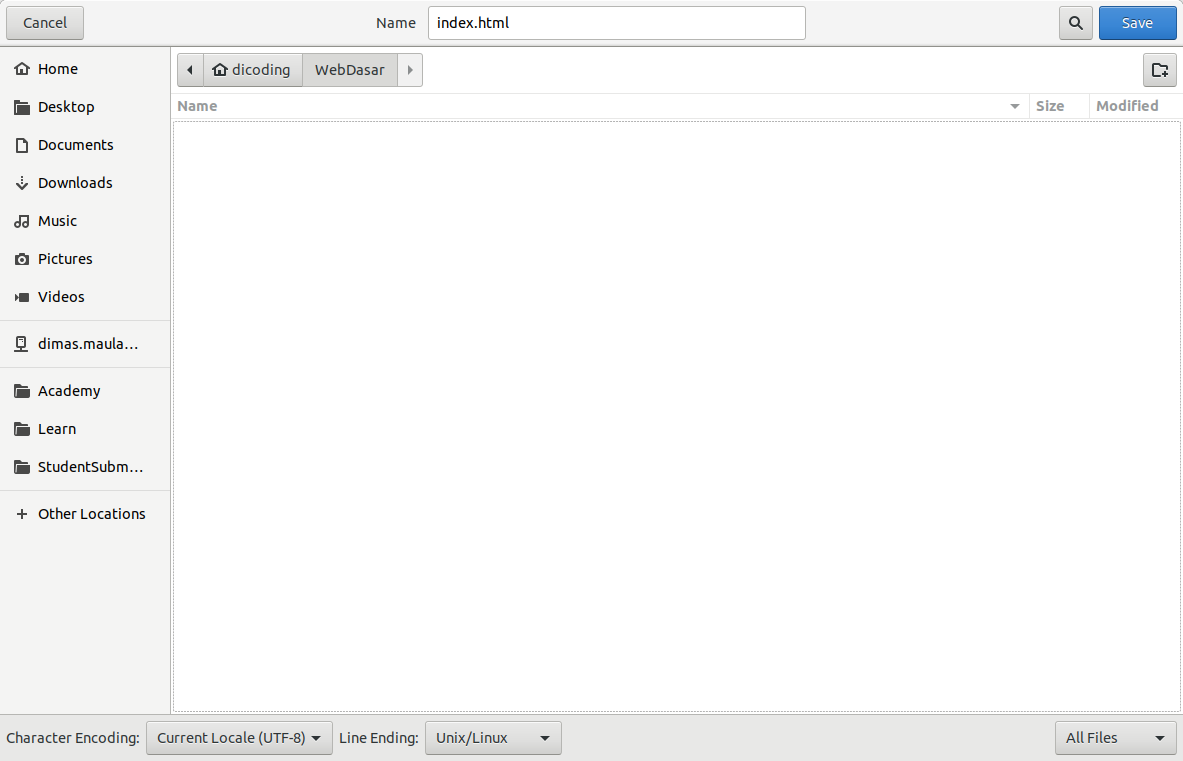 Cancel Name index.html Save
Home
Desktop
Documents
Downloads
Music
Pictures
Videos
dimas.maula...
Academy
Learn
StudentSubm...
Other Locations
dicoding WebDasar
Name Size Modified
Character Encoding: Current Locale (UTF-8) Line Ending: Unix/Linux All Files